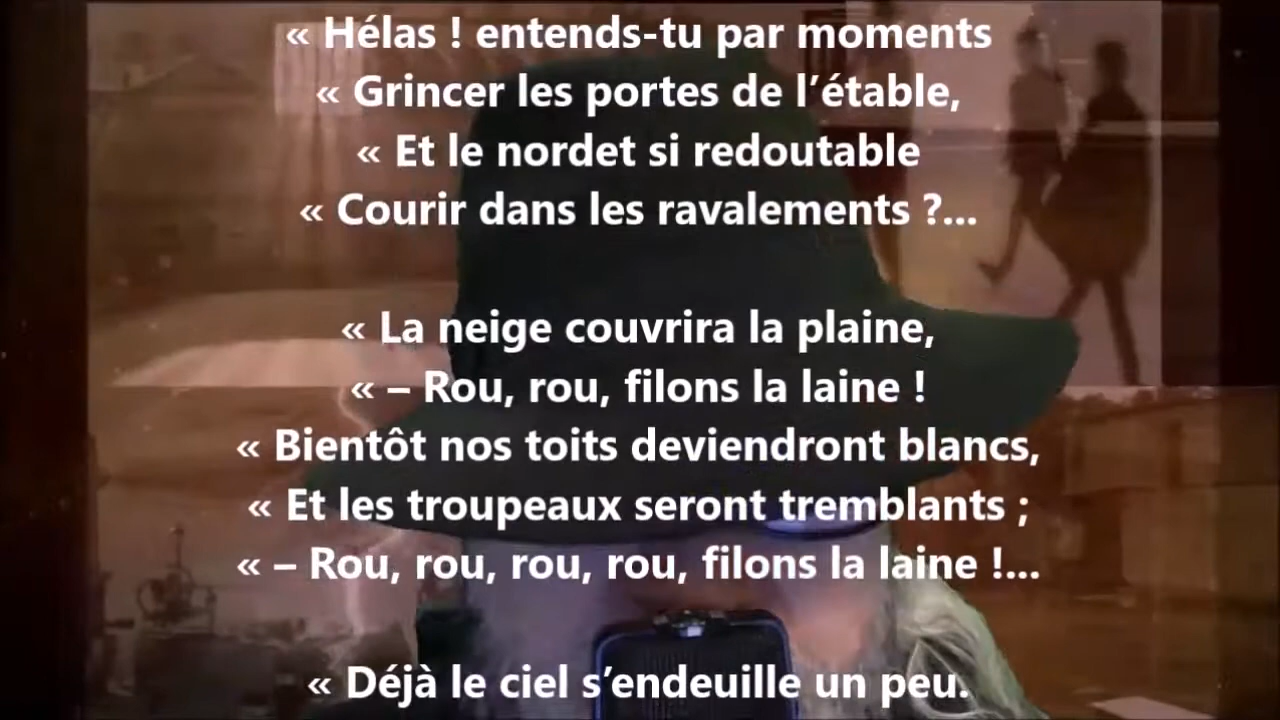 « Hélas ! entends-tu par moments
« Grincer les portes de l’étable,
« Et le nordet si redoutable
« Courir dans les ravalements ?...
« La neige couvrira la plaine,
« – Rou, rou, filons la laine !
« Bientôt nos toits deviendront blancs,
« Et les troupeaux seront tremblants ;
« – Rou, rou, rou, rou, filons la laine !...
« Déjà le ciel s’endeuille un peu.